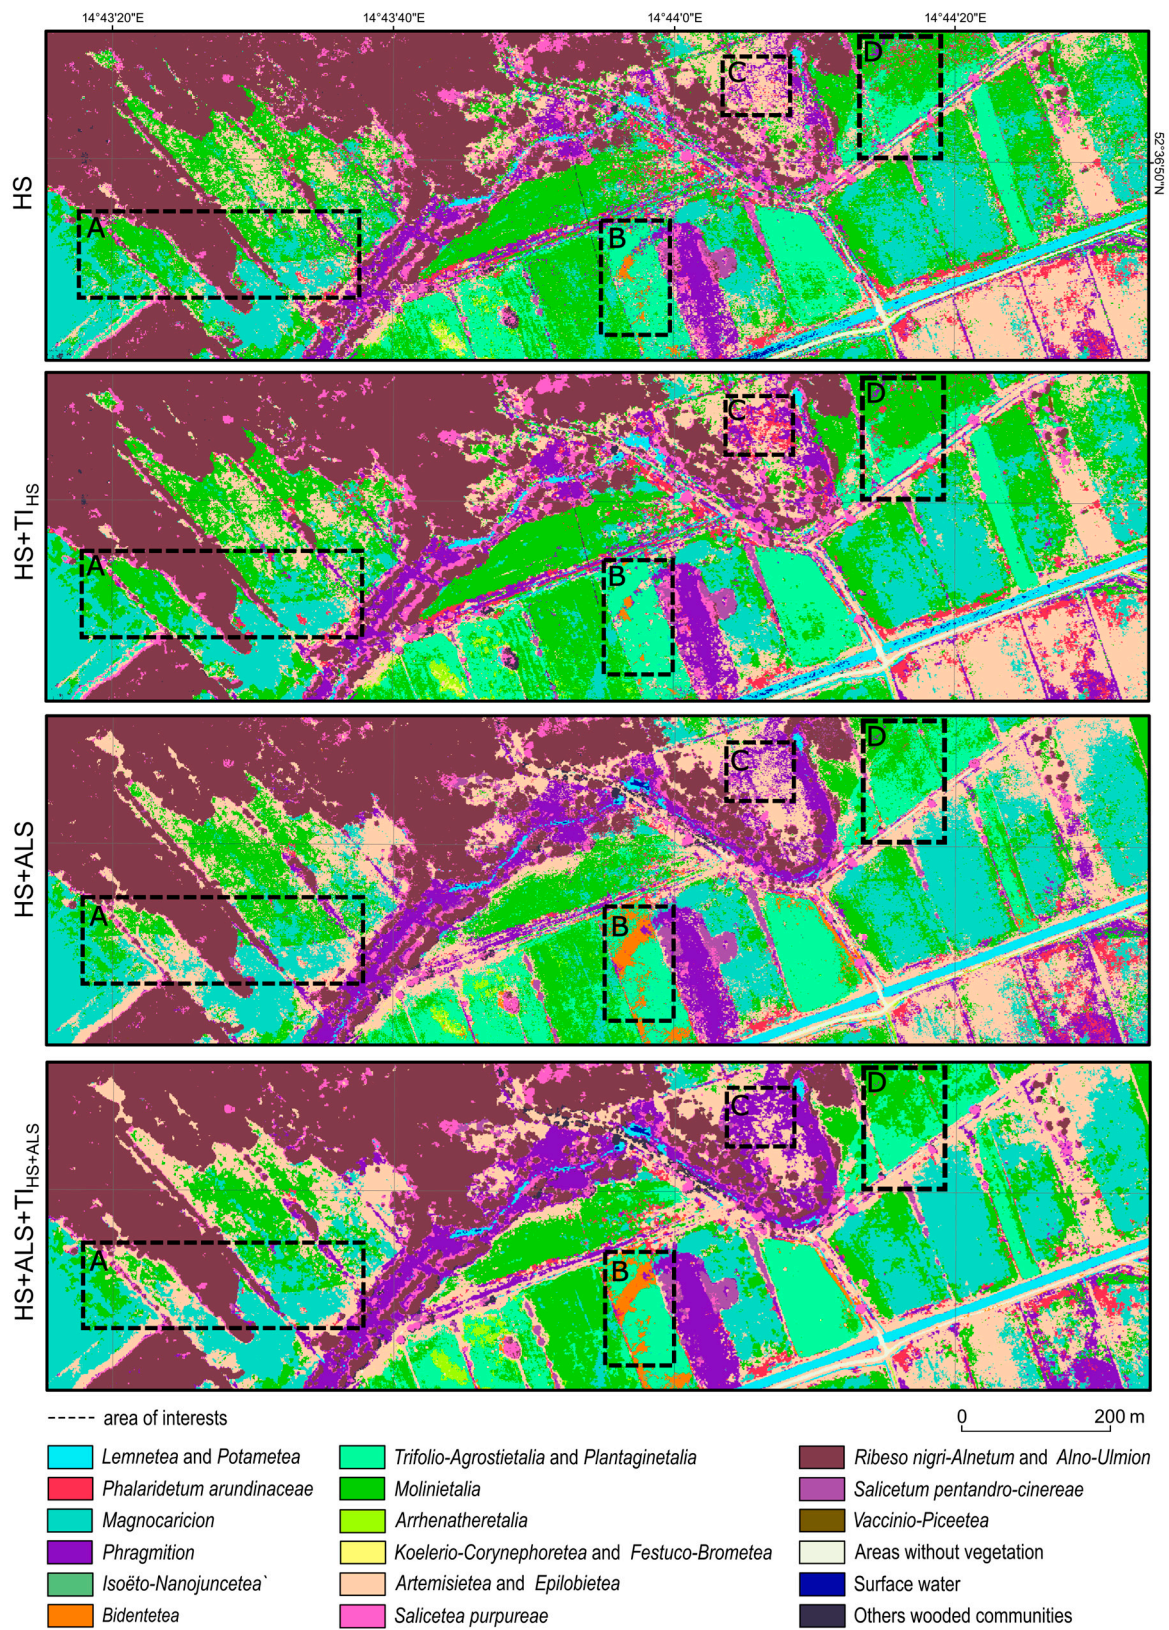 14°43'20"E 14°43'40"E 14°44'0"E 14°44'20"E
52°36'50"N
HS
A
B
C
D
HS+TIHS
A
B
C
D
HS+ALS
A
B
C
D
HS+ALS+TIHS+ALS
A
B
C
D
area of interests
0 200 m
Lemnetea and Potametea
Phalaridetum arundinaceae
Magnocaricion
Phragmition
Isoëto-Nanojuncetea`
Bidentetea
Trifolio-Agrostietalia and Plantaginetalia
Molinietalia
Arrhenatheretalia
Koelerio-Corynephoretea and Festuco-Brometea
Artemisietea and Epilobietea
Salicetea purpureae
Ribeso nigri-Alnetum and Alno-Ulmion
Salicetum pentandro-cinereae
Vaccinio-Piceetea
Areas without vegetation
Surface water
Others wooded communities